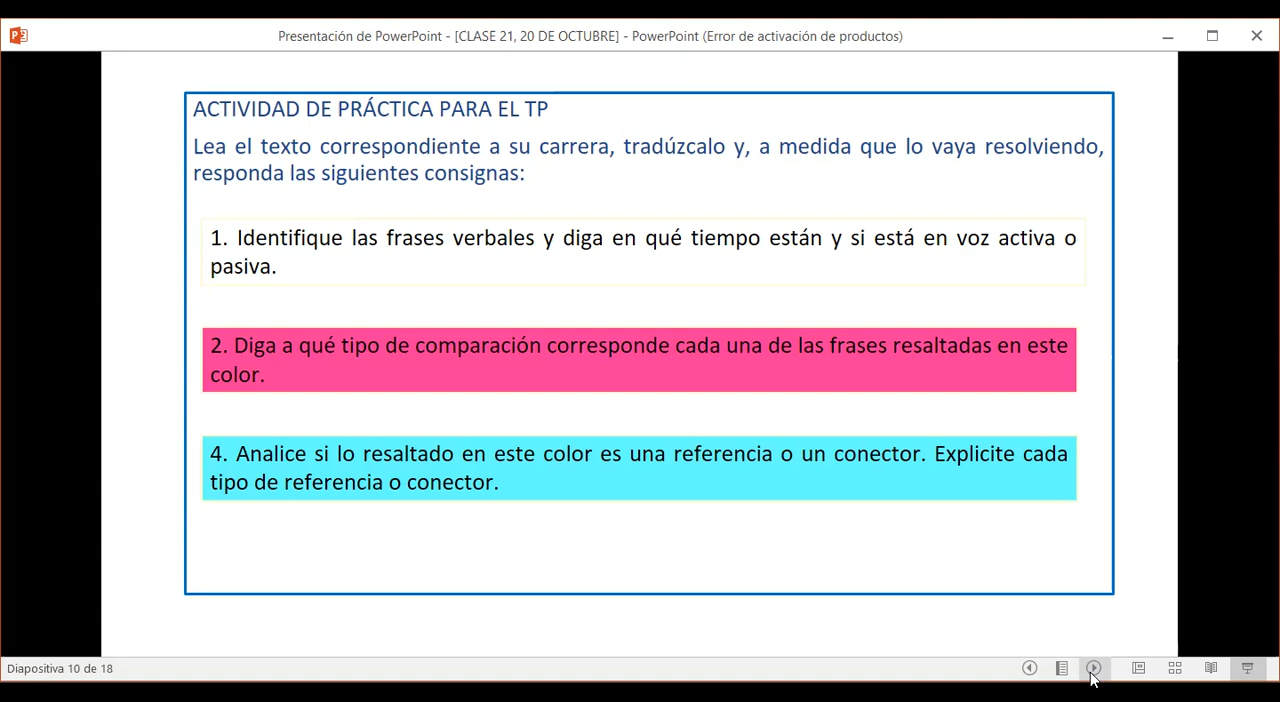 Presentación de PowerPoint - [CLASE 21, 20 DE OCTUBRE] - PowerPoint (Error de activación de productos)
ACTIVIDAD DE PRÁCTICA PARA EL TP
Lea el texto correspondiente a su carrera, tradúzcalo y, a medida que lo vaya resolviendo,
responda las siguientes consignas:
1. Identifique las frases verbales y diga en qué tiempo están y si está en voz activa o
pasiva.
2. Diga a qué tipo de comparación corresponde cada una de las frases resaltadas en este
color.
4. Analice si lo resaltado en este color es una referencia o un conector. Explicite cada
tipo de referencia o conector.
Diapositiva 10 de 18